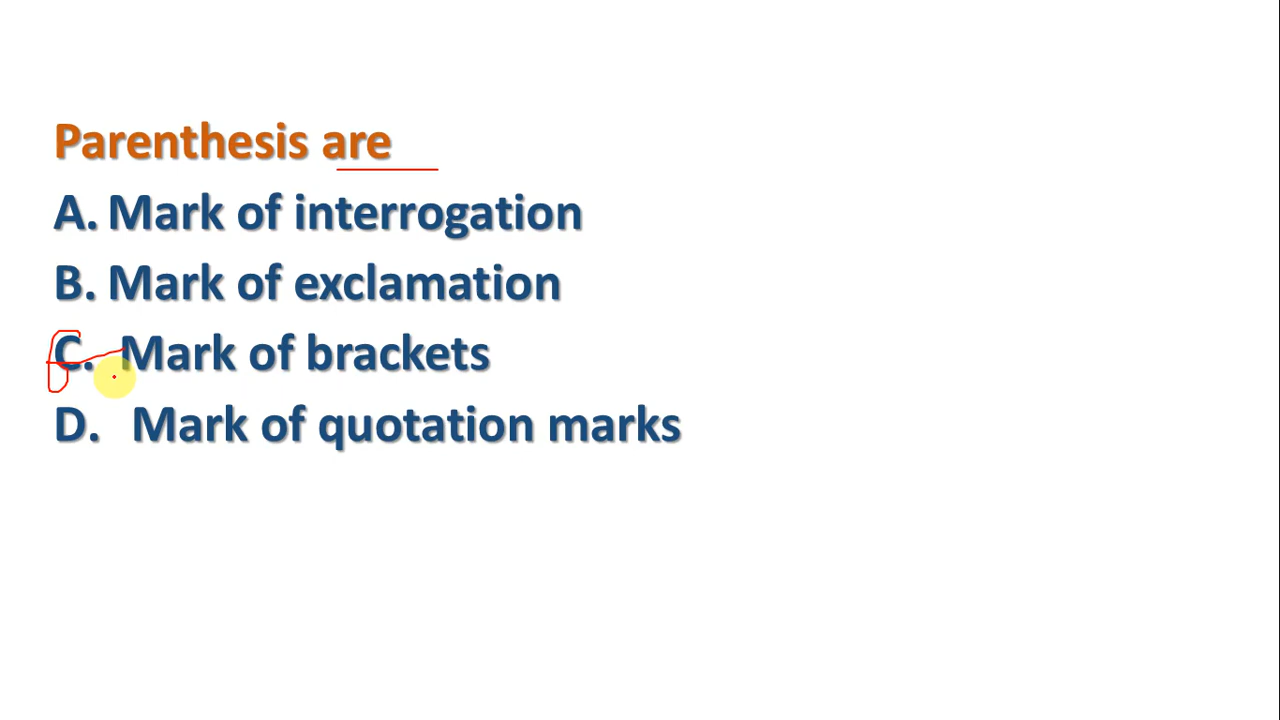 Parenthesis are
A. Mark of interrogation
B. Mark of exclamation
C. Mark of brackets
D. Mark of quotation marks